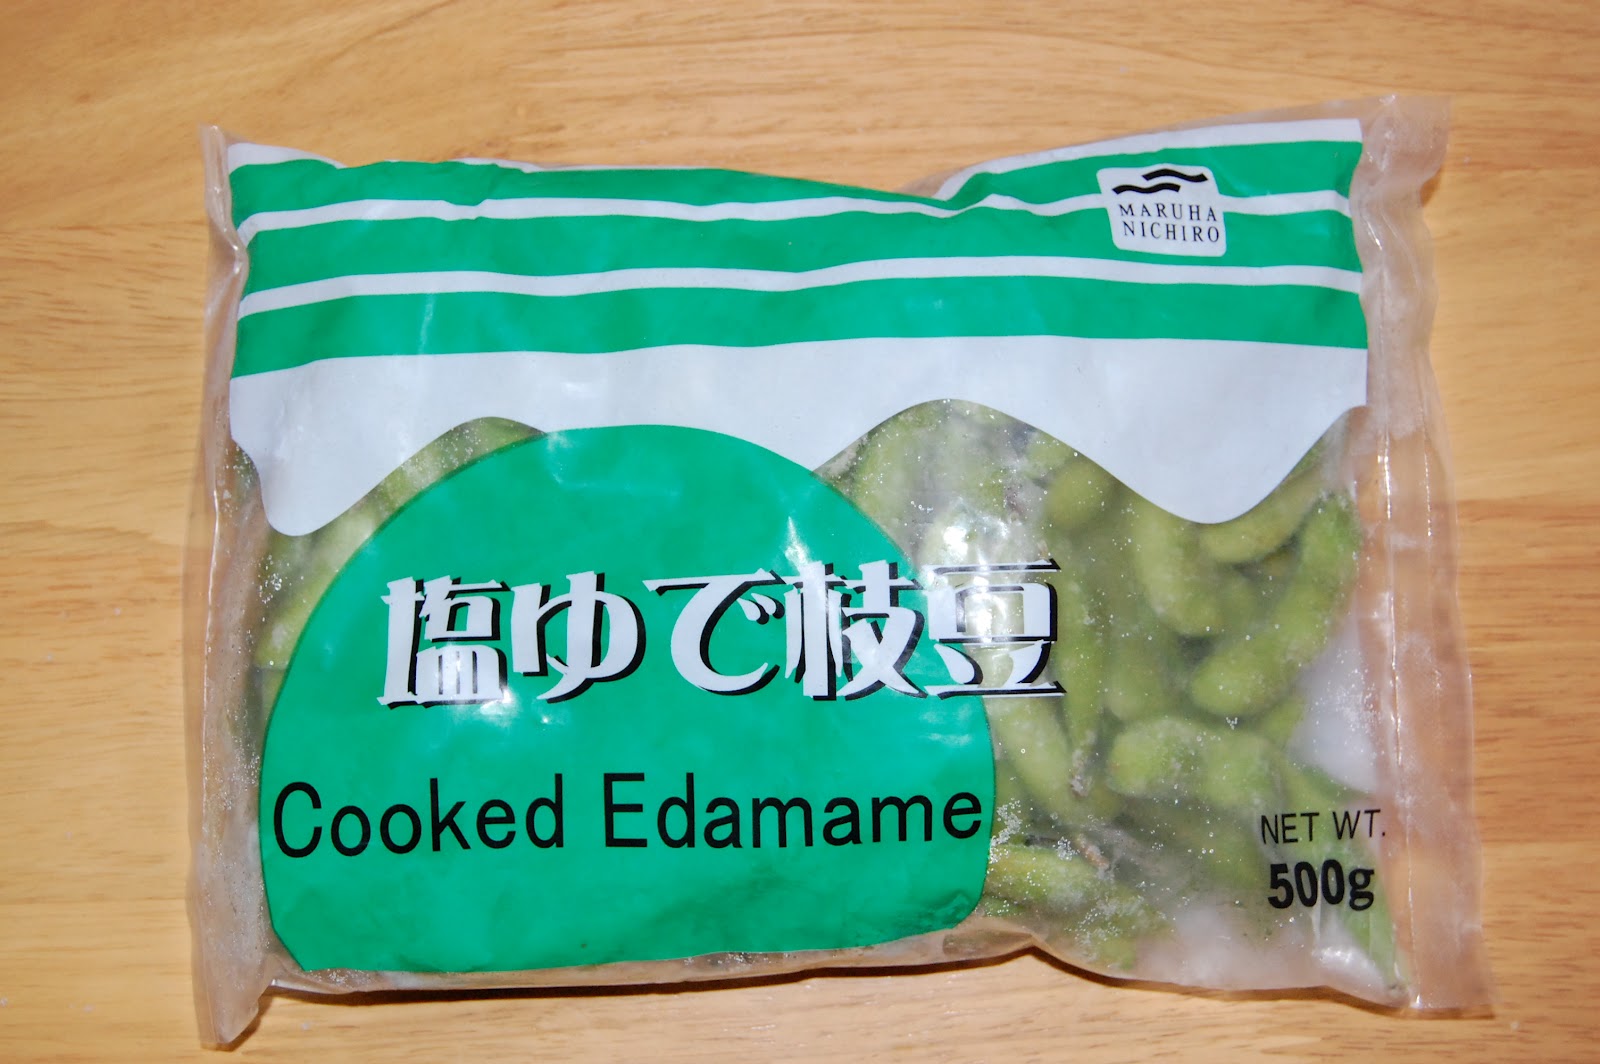 MARUHA
NICHIRO
塩ゆで枝豆
Cooked Edamame
NET WT.
500g